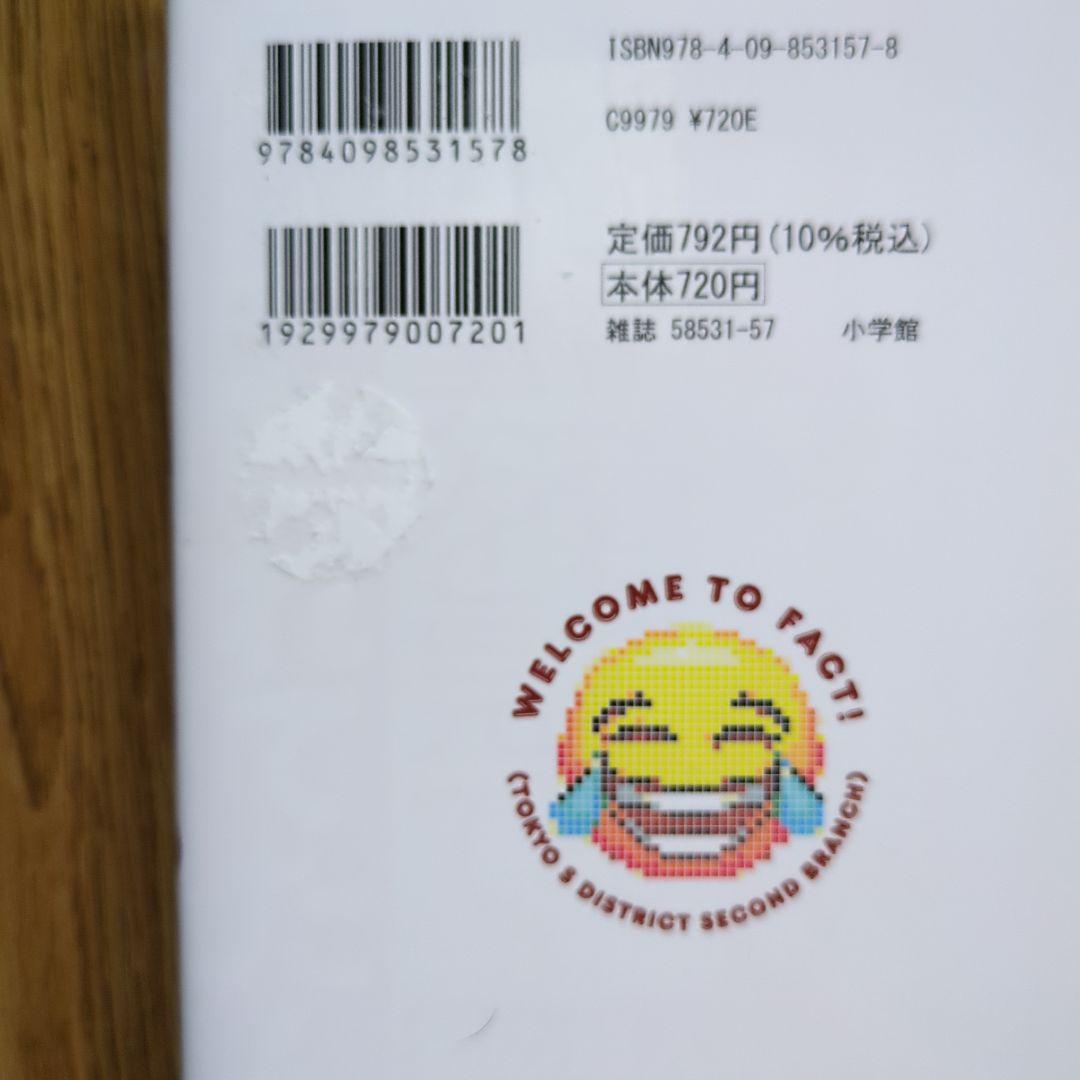 ISBN978-4-09-853157-8
9784098531578
C9979 ¥720E
1929979007201
定価792円(10%税込)
本体720円
雑誌 58531-57 小学館
WELCOME TO FACT!
(TOKYO S DISTRICT SECOND BRANCH)